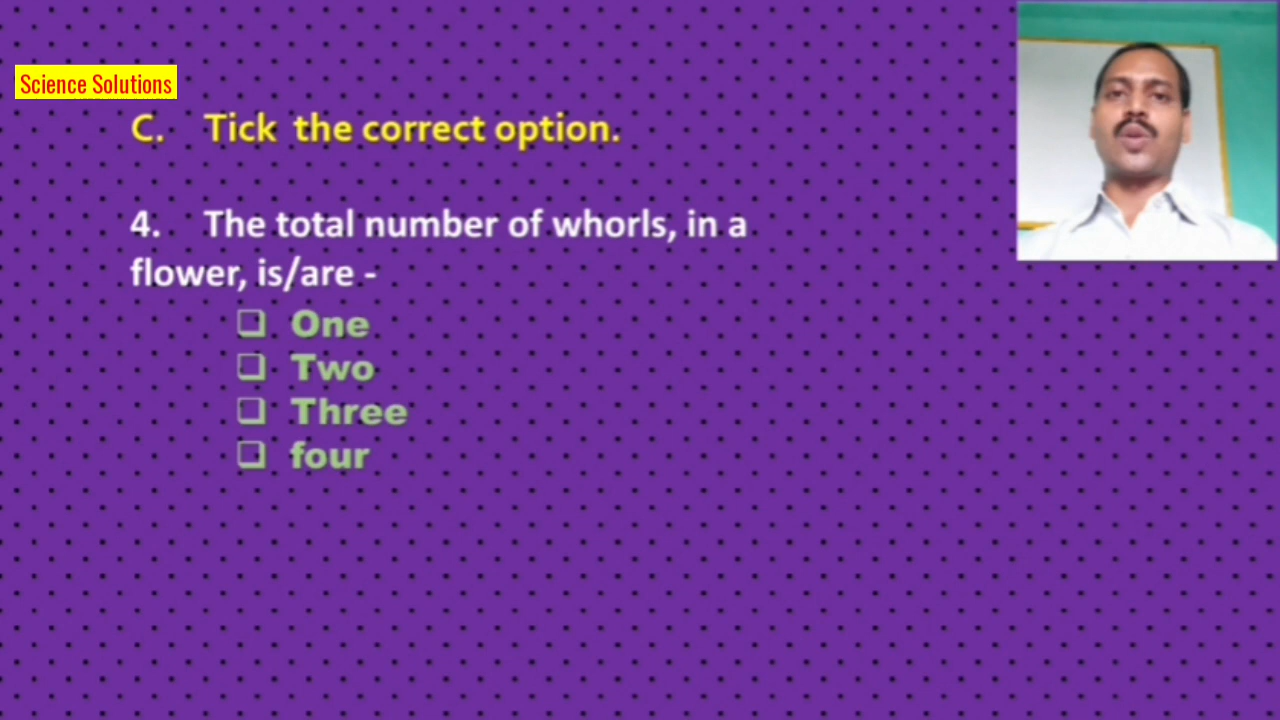 Science Solutions
C. Tick the correct option.
4. The total number of whorls, in a
flower, is/are -
❑ One
❑ Two
❑ Three
❑ four